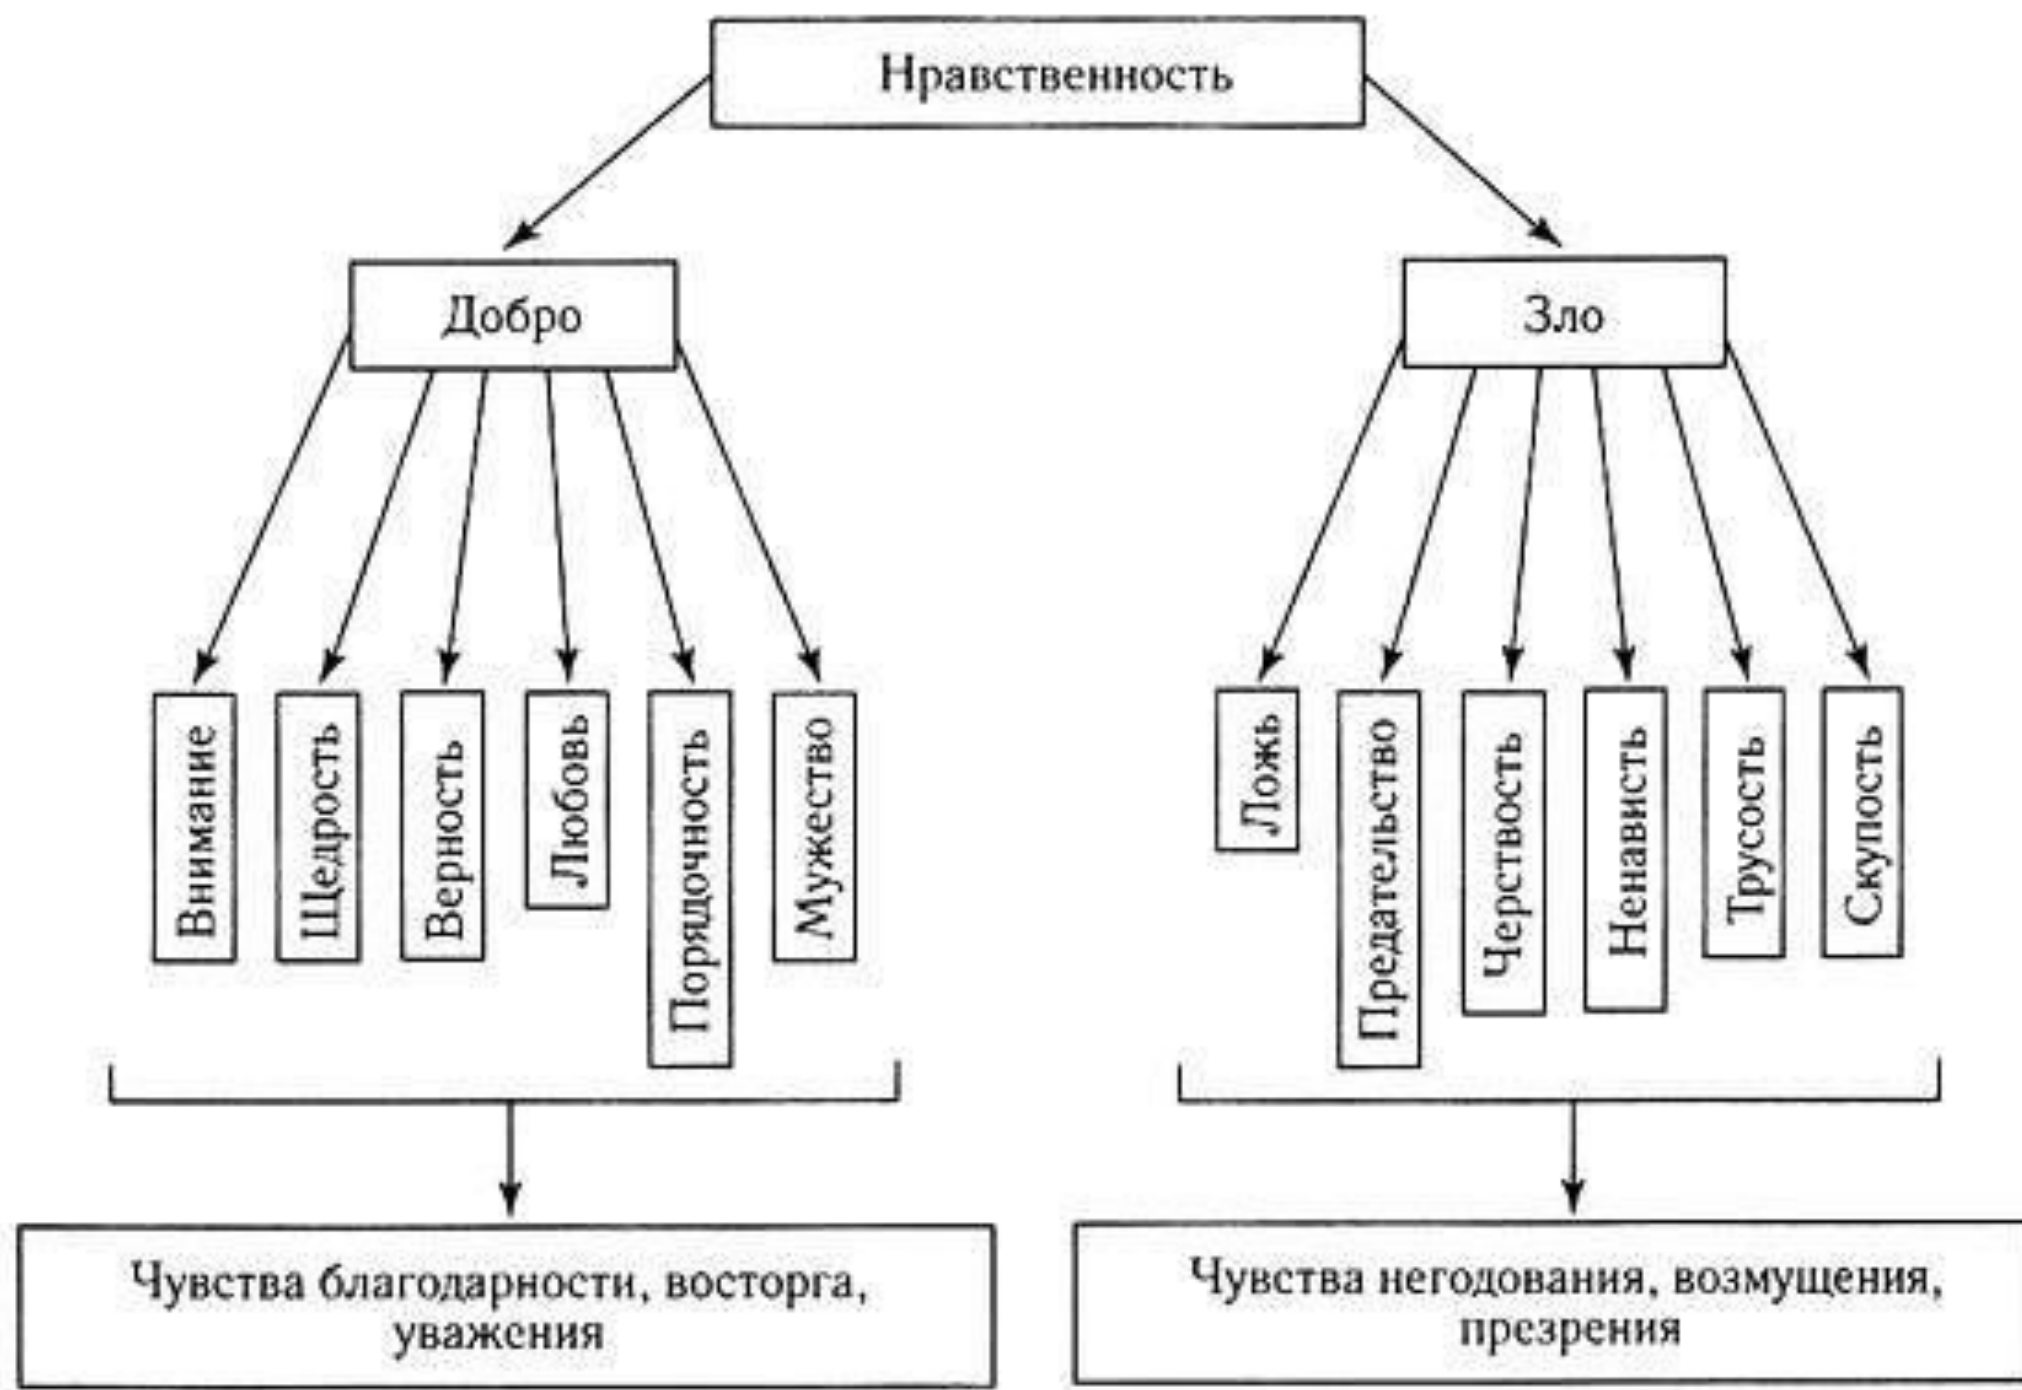 Нравственность
Добро
Зло
Внимание
Щедрость
Верность
Любовь
Порядочность
Мужество
Ложь
Предательство
Черствость
Ненависть
Трусость
Скупость
Чувства благодарности, восторга,
уважения
Чувства негодования, возмущения,
презрения